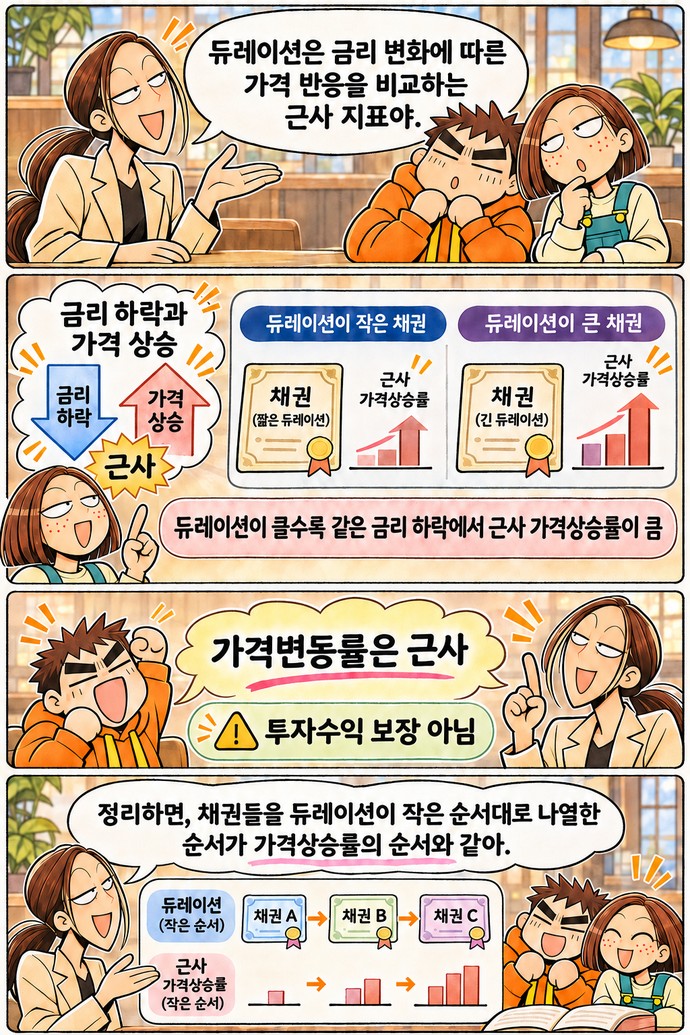 듀레이션은 금리 변화에 따른
가격 반응을 비교하는
근사 지표야.
금리 하락과
가격 상승
금리
하락
가격
상승
근사
듀레이션이 작은 채권
채권
(짧은 듀레이션)
근사
가격상승률
듀레이션이 큰 채권
채권
(긴 듀레이션)
근사
가격상승률
듀레이션이 클수록 같은 금리 하락에서 근사 가격상승률이 큼
가격변동률은 근사
투자수익 보장 아님
정리하면, 채권들을 듀레이션이 작은 순서대로 나열한
순서가 가격상승률의 순서와 같아.
듀레이션
(작은 순서)
채권 A
채권 B
채권 C
근사
가격상승률
(작은 순서)